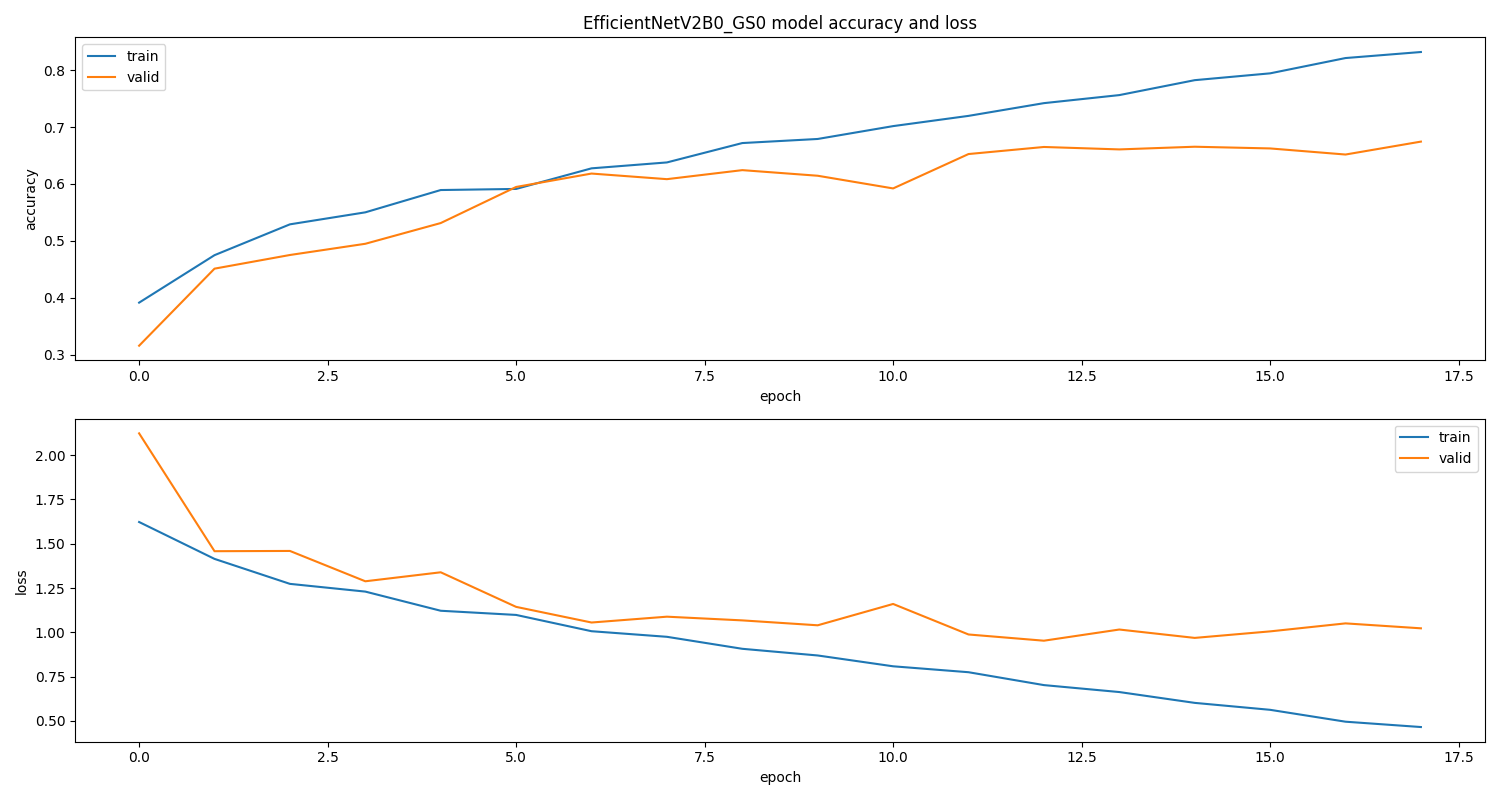 EfficientNetV2B0_GS0 model accuracy and loss
train
valid
0.8
0.7
0.6
0.5
0.4
0.3
accuracy
0.0 2.5 5.0 7.5 10.0 12.5 15.0 17.5
epoch
train
valid
2.00
1.75
1.50
1.25
1.00
0.75
0.50
loss
0.0 2.5 5.0 7.5 10.0 12.5 15.0 17.5
epoch